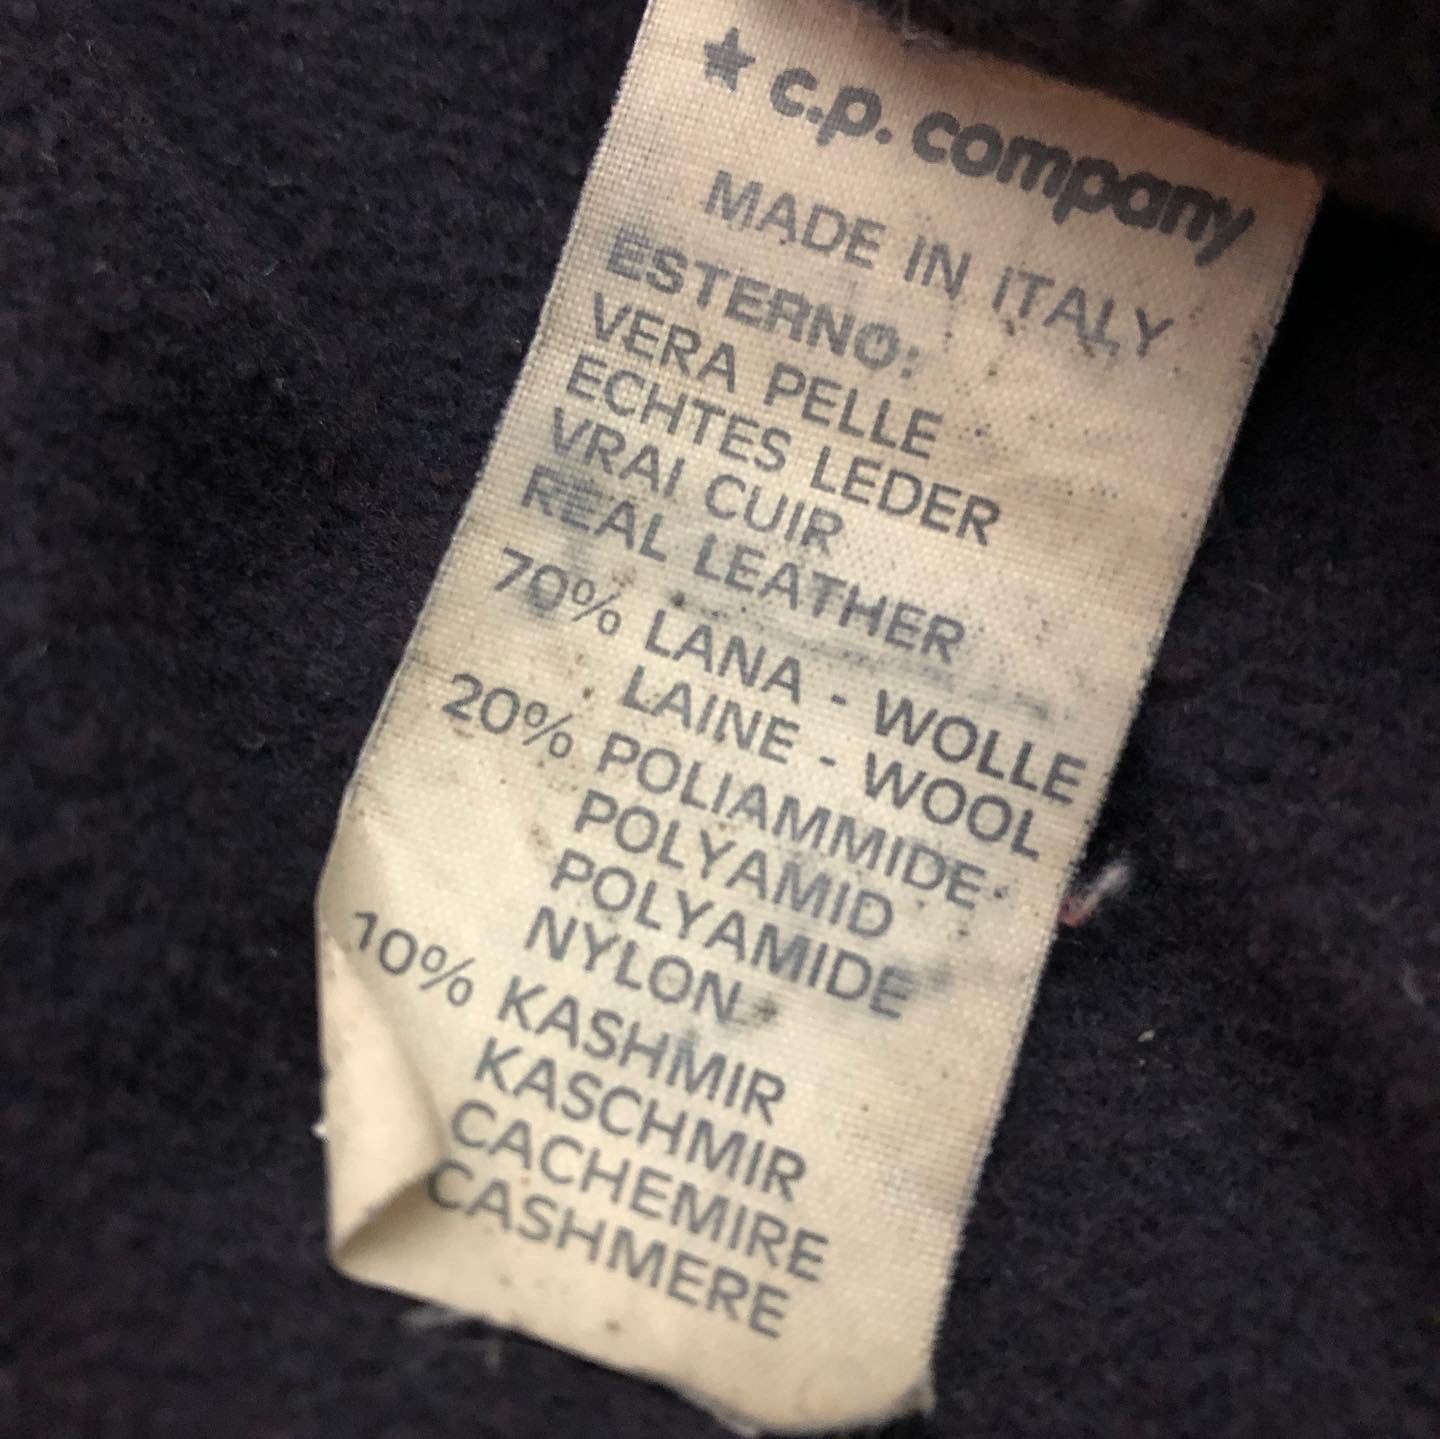 ★ c.p. company
MADE IN ITALY
ESTERNO:
VERA PELLE
ECHTES LEDER
VRAI CUIR
REAL LEATHER
70% LANA - WOLLE
LAINE - WOOL
20% POLIAMMIDE
POLYAMID
POLYAMIDE
NYLON
10% KASHMIR
KASCHMIR
CACHEMIRE
CASHMERE